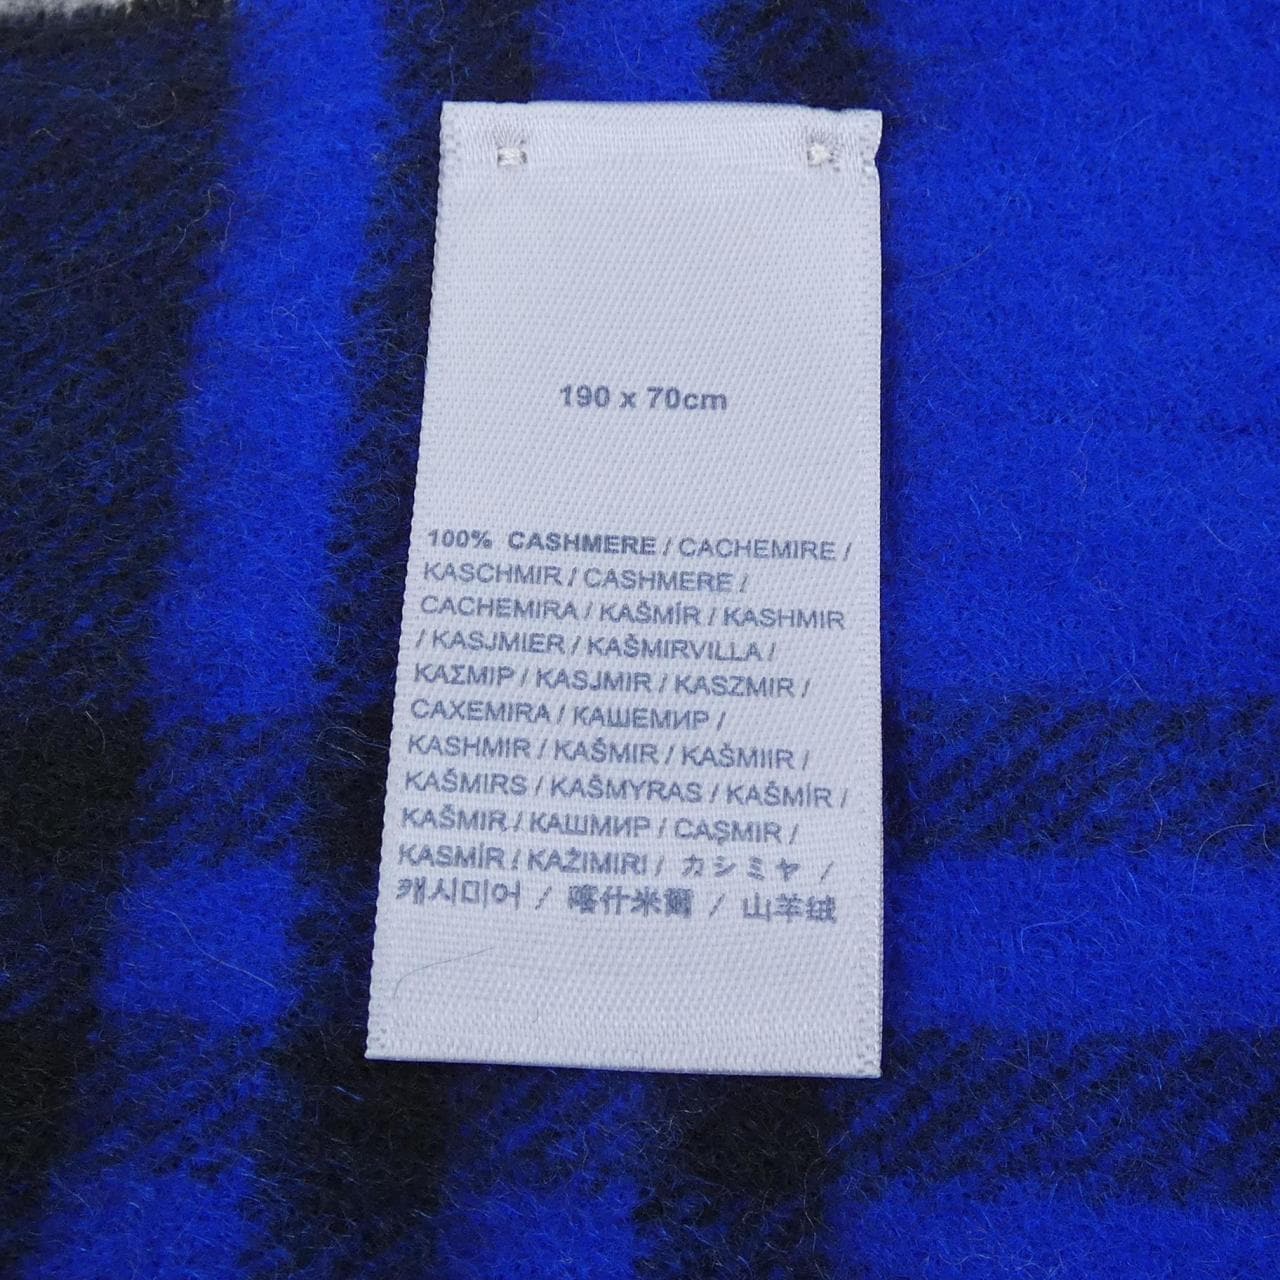 190 x 70cm
100% CASHMERE / CACHEMIRE /
KASCHMIR / CASHMERE /
CACHEMIRA / KAŠMÍR / KASHMIR
/ KASJMIER / KAŠMIRVILLA /
ΚΑΣΜΙΡ / KASJMIR / KASZMIR /
CAXEMIRA / КАШЕМИР /
KASHMIR / KAŠMIR / KAŠMIIR /
KAŠMIRS / KAŠMYRAS / KAŠMÍR /
KAŠMIR / КАШМИР / CAŞMIR /
KASMÍR / KAŻIMIRI / カシミヤ /
캐시미어 / 喀什米爾 / 山羊绒